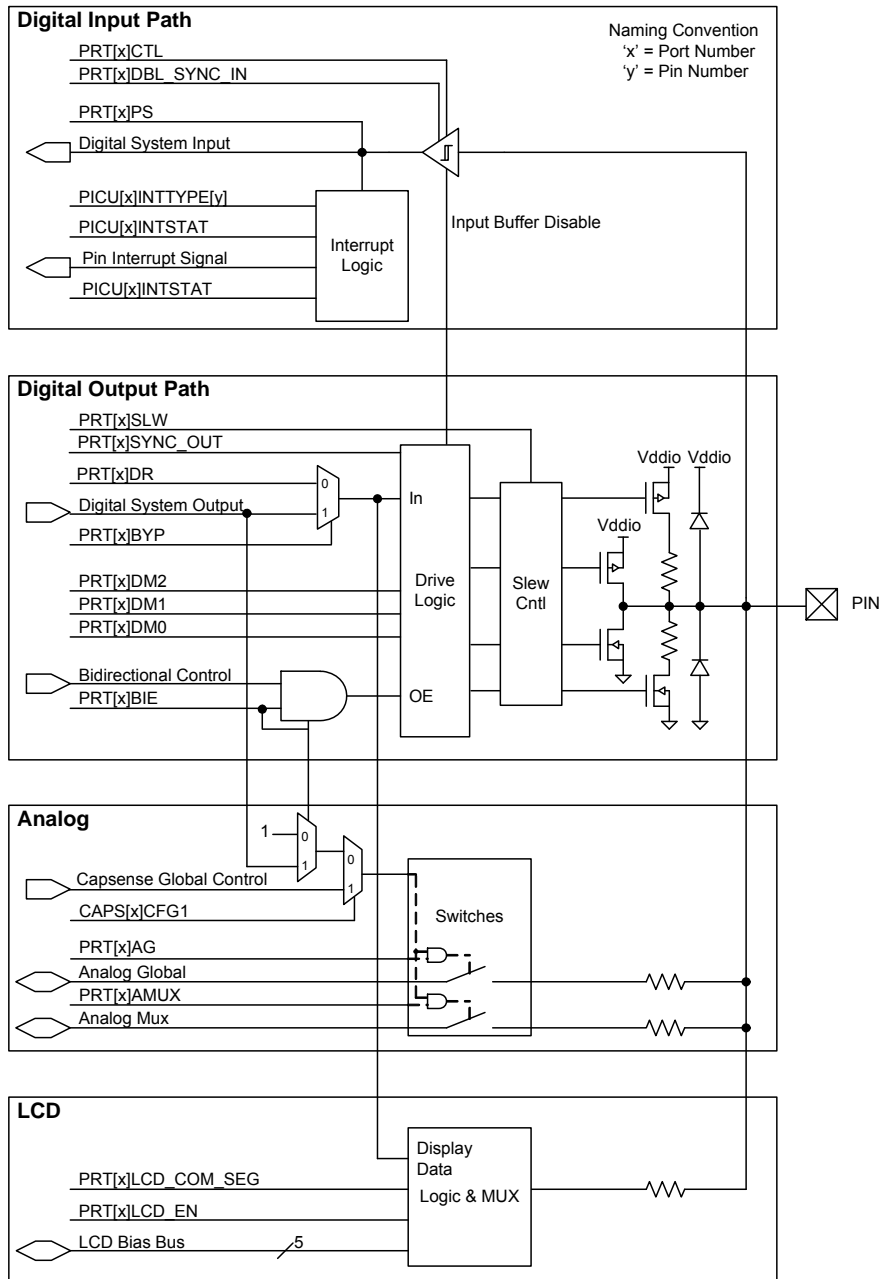 Digital Input Path
Naming Convention
'x' = Port Number
'y' = Pin Number
PRT[x]CTL
PRT[x]DBL_SYNC_IN
PRT[x]PS
Digital System Input
PICU[x]INTTYPE[y]
PICU[x]INTSTAT
Pin Interrupt Signal
PICU[x]INTSTAT
Interrupt
Logic
Input Buffer Disable
Digital Output Path
PRT[x]SLW
PRT[x]SYNC_OUT
PRT[x]DR
Digital System Output
PRT[x]BYP
0
1
PRT[x]DM2
PRT[x]DM1
PRT[x]DM0
Bidirectional Control
PRT[x]BIE
In
Drive
Logic
OE
Slew
Cntl
Vddio Vddio
Vddio
PIN
Analog
1
0
1
0
1
Capsense Global Control
CAPS[x]CFG1
Switches
PRT[x]AG
Analog Global
PRT[x]AMUX
Analog Mux
LCD
Display
Data
Logic & MUX
PRT[x]LCD_COM_SEG
PRT[x]LCD_EN
LCD Bias Bus
5